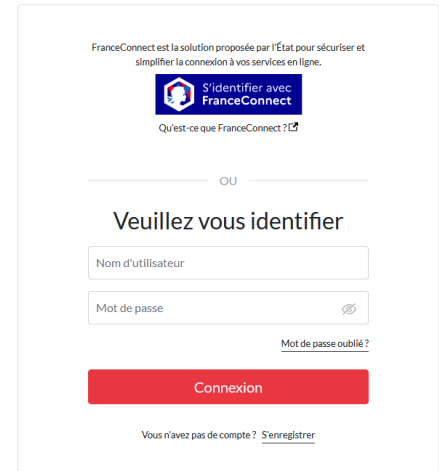 FranceConnect est la solution proposée par l'État pour sécuriser et
simplifier la connexion à vos services en ligne.
S'identifier avec
FranceConnect
Qu'est-ce que FranceConnect ?
OU
Veuillez vous identifier
Nom d'utilisateur
Mot de passe
Mot de passe oublié ?
Connexion
Vous n'avez pas de compte ? S'enregistrer